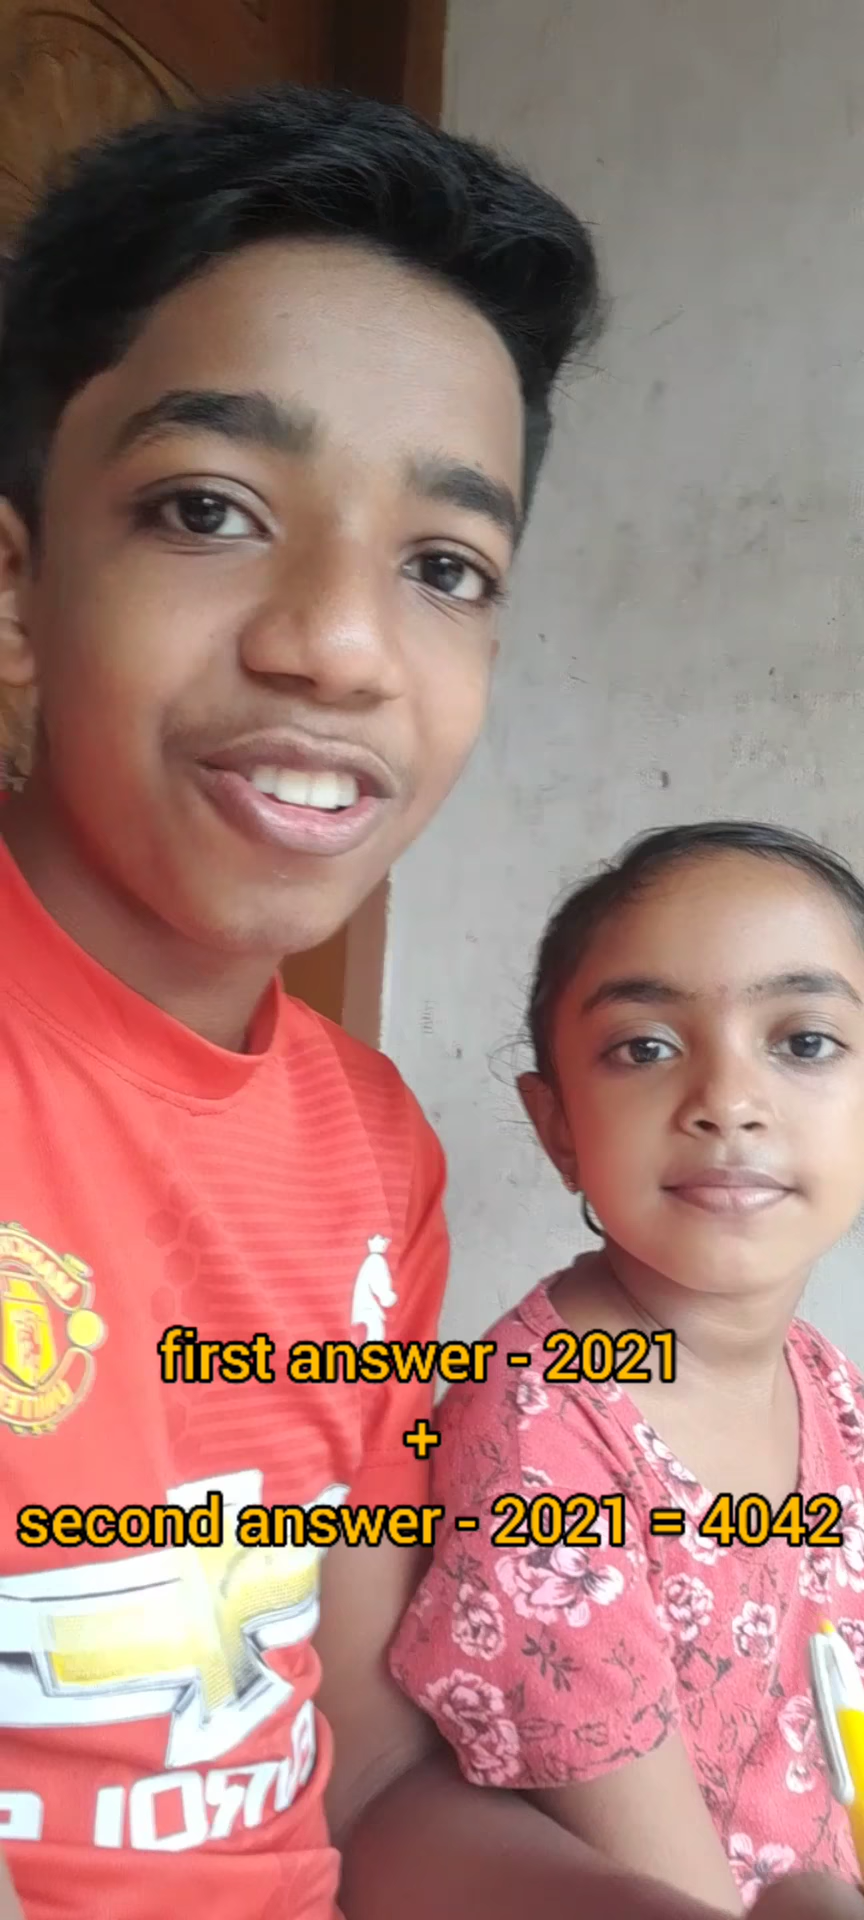 first answer - 2021
+
second answer - 2021 = 4042